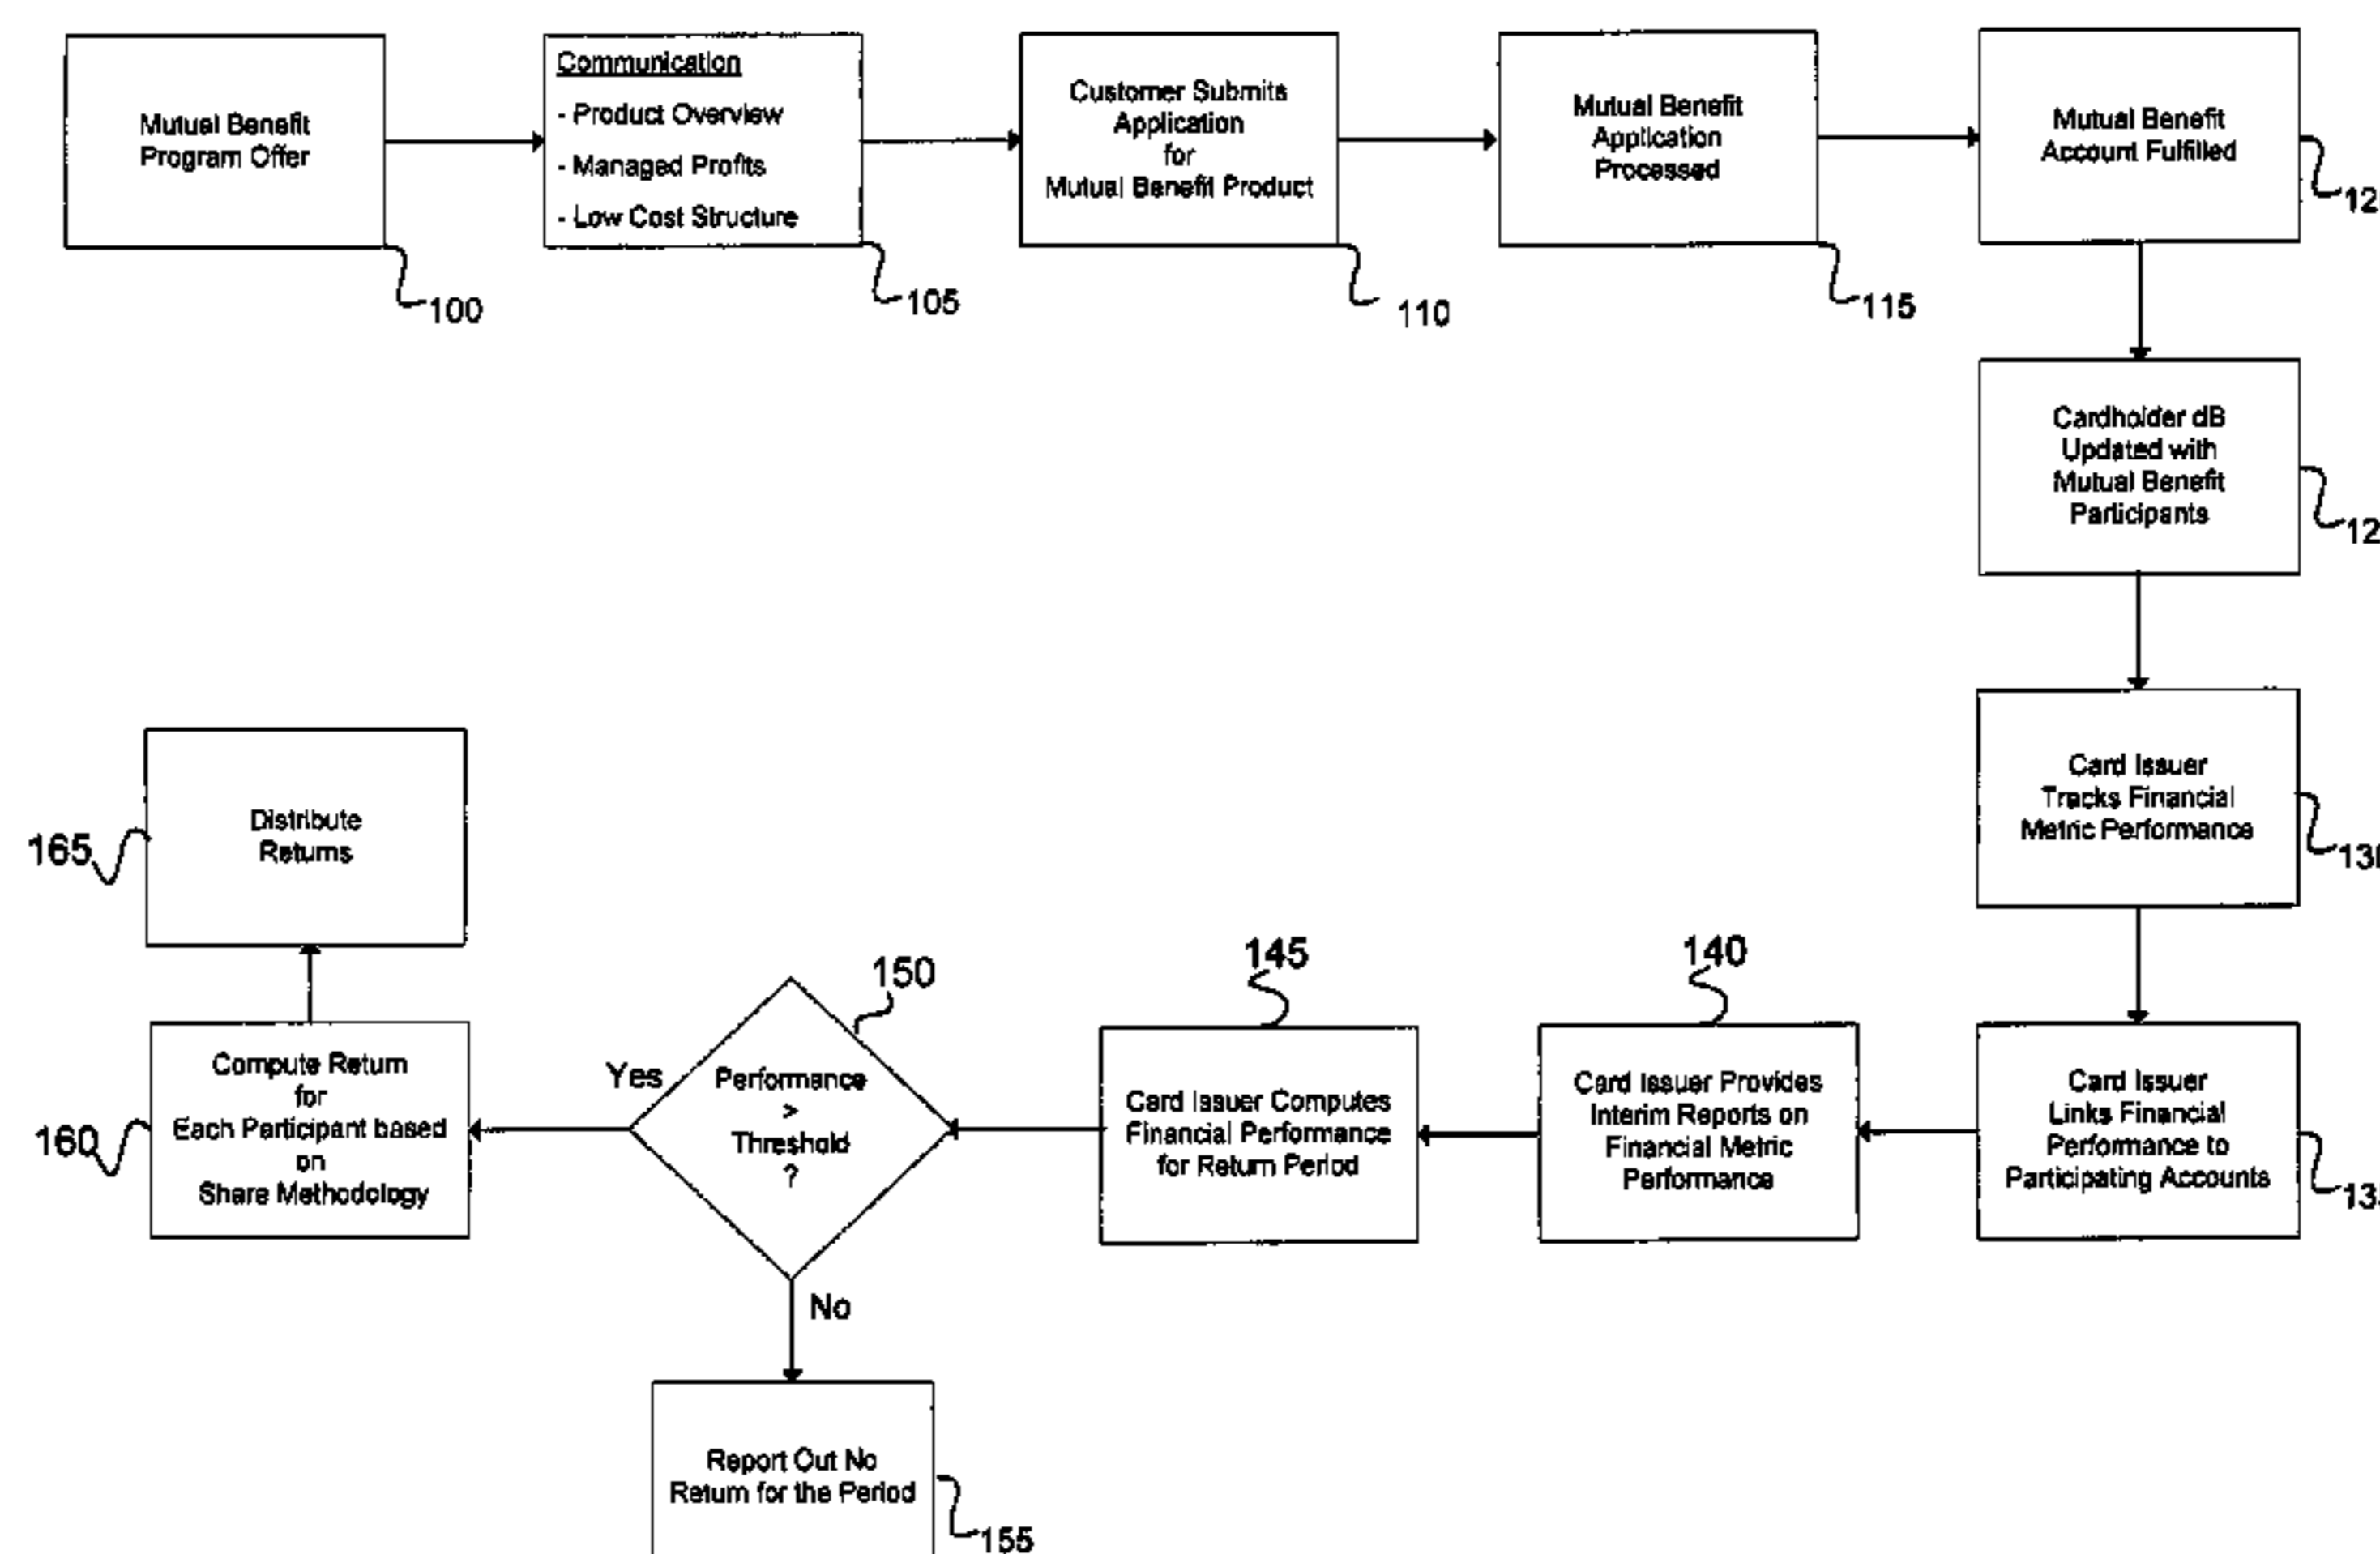 Mutual Benefit
Program Offer
100
Communication
- Product Overview
- Managed Profits
- Low Cost Structure
105
Customer Submits
Application
for
Mutual Benefit Product
110
Mutual Benefit
Application
Processed
115
Mutual Benefit
Account Fulfilled
12
Cardholder dB
Updated with
Mutual Benefit
Participants
12
Card Issuer
Tracks Financial
Metric Performance
13
Card Issuer
Links Financial
Performance to
Participating Accounts
13
140
Card Issuer Provides
Interim Reports on
Financial Metric
Performance
145
Card Issuer Computes
Financial Performance
for Return Period
150
Performance
>
Threshold
?
Yes
No
Report Out No
Return for the Period
155
Compute Return
for
Each Participant based
on
Share Methodology
160
Distribute
Returns
165